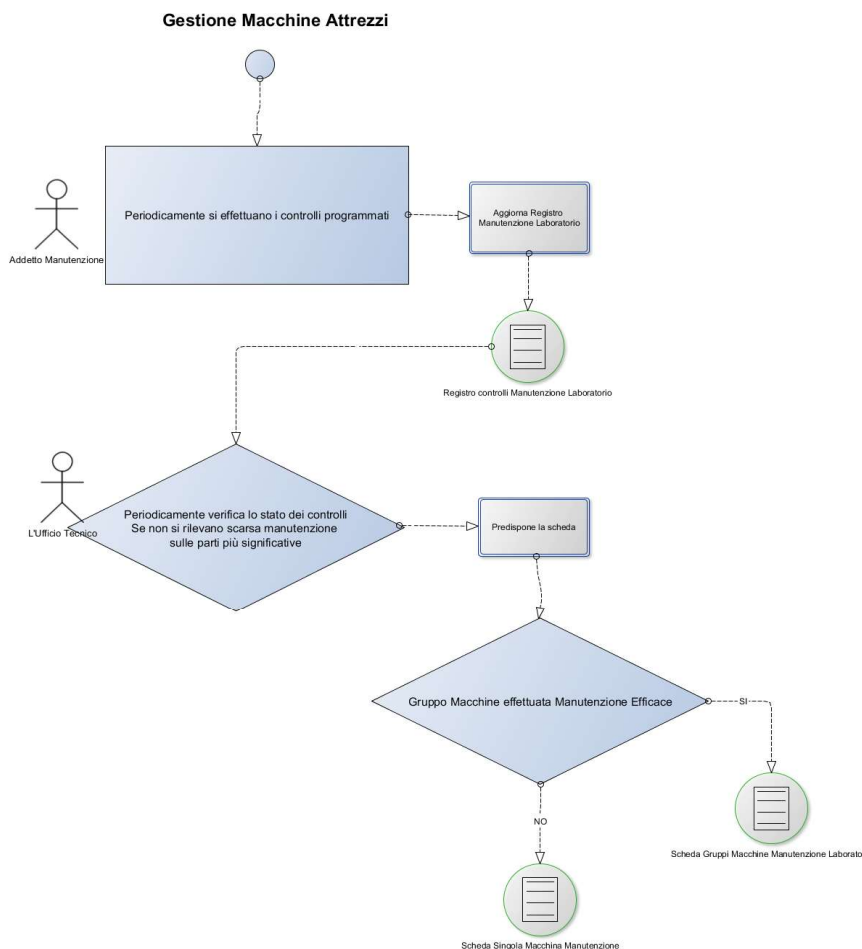 Gestione Macchine Attrezzi
Periodicamente si effettuano i controlli programmati
Aggiorna Registro
Manutenzione Laboratorio
Addetto Manutenzione
Registro controlli Manutenzione Laboratorio
Periodicamente verifica lo stato dei controlli
Se non si rilevano scarsa manutenzione
sulle parti più significative
L'Ufficio Tecnico
Predispone la scheda
Gruppo Macchine effettuata Manutenzione Efficace
SI
NO
Scheda Gruppi Macchine Manutenzione Laborato
Scheda Singola Macchina Manutenzione